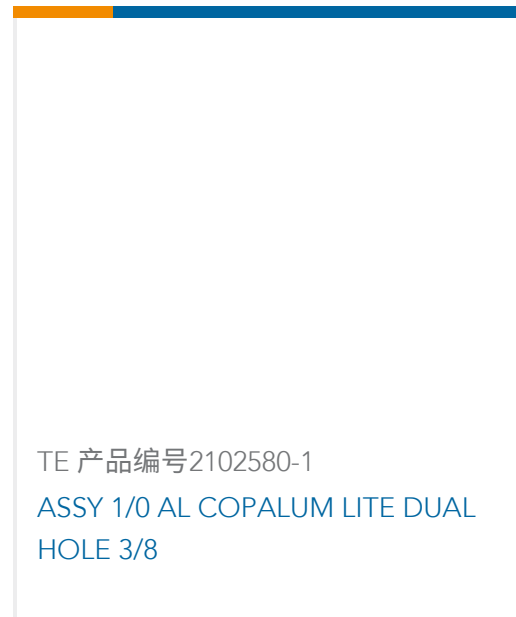 TE 产品编号2102580-1
ASSY 1/0 AL COPALUM LITE DUAL
HOLE 3/8